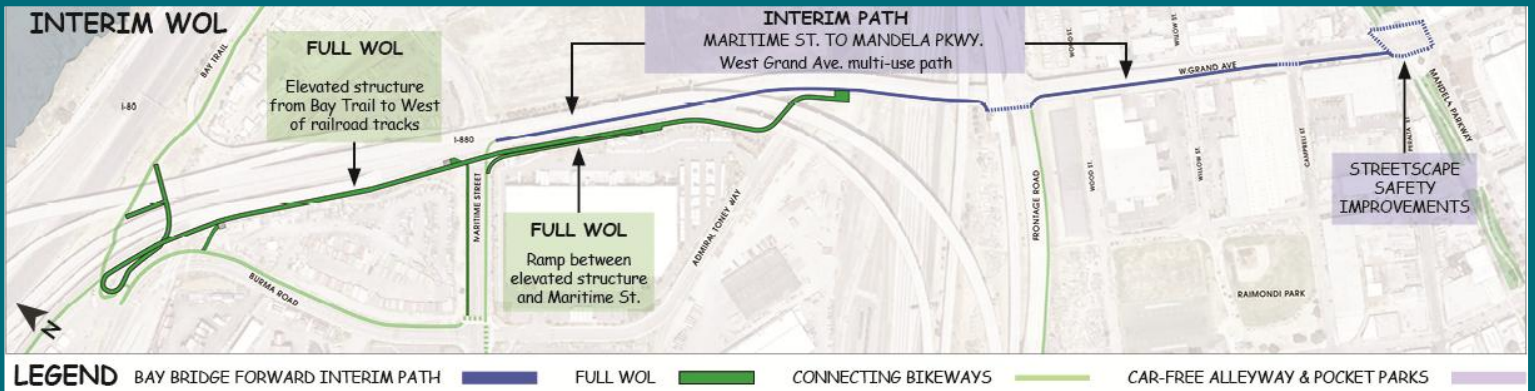 INTERIM WOL
BAY TRAIL
I-80
FULL WOL
Elevated structure
from Bay Trail to West
of railroad tracks
I-880
INTERIM PATH
MARITIME ST. TO MANDELA PKWY.
West Grand Ave. multi-use path
WOOD ST.
WILLOW ST.
W GRAND AVE
MANDELA PARKWAY
PERALTA ST
CAMPBELL ST.
STREETSCAPE
SAFETY
IMPROVEMENTS
MARITIME STREET
FULL WOL
Ramp between
elevated structure
and Maritime St.
ADMIRAL TONEY WAY
FRONTAGE ROAD
WOOD ST.
WILLOW ST.
BURMA ROAD
RAIMONDI PARK
N
LEGEND BAY BRIDGE FORWARD INTERIM PATH FULL WOL CONNECTING BIKEWAYS CAR-FREE ALLEYWAY & POCKET PARKS